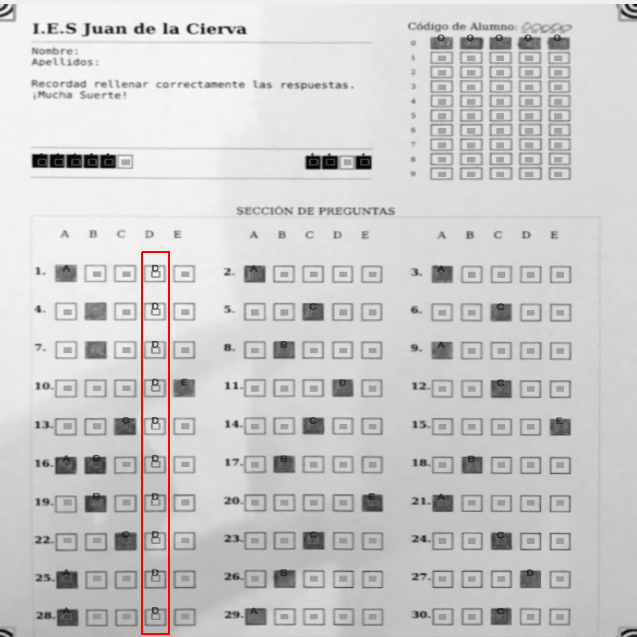 I.E.S Juan de la Cierva
Código de Alumno: 00000
Nombre:
Apellidos:
Recordad rellenar correctamente las respuestas.
¡Mucha Suerte!
0 0 0 0 0 0
1
2
3
4
5
6
7
8
9
SECCIÓN DE PREGUNTAS
A B C D E A B C D E A B C D E
1. A D 2. A 3. A
4. D 5. C 6. C
7. D 8. B 9. A
10. D E 11. D 12. C
13. C D 14. C 15. E
16. A B D 17. B 18. B
19. B D 20. E 21. A
22. C D 23. C 24. C
25. A D 26. B 27. D
28. A D 29. A 30. C